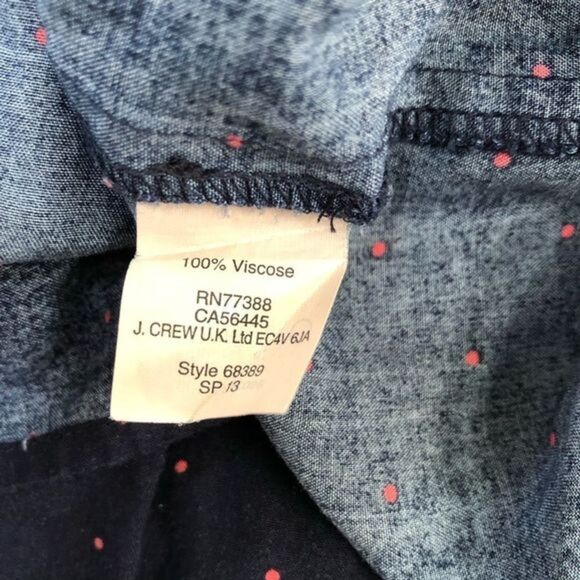 100% Viscose
RN77388
CA56445
J. CREW U.K. Ltd EC4V 6JA
Style 68389
SP 13